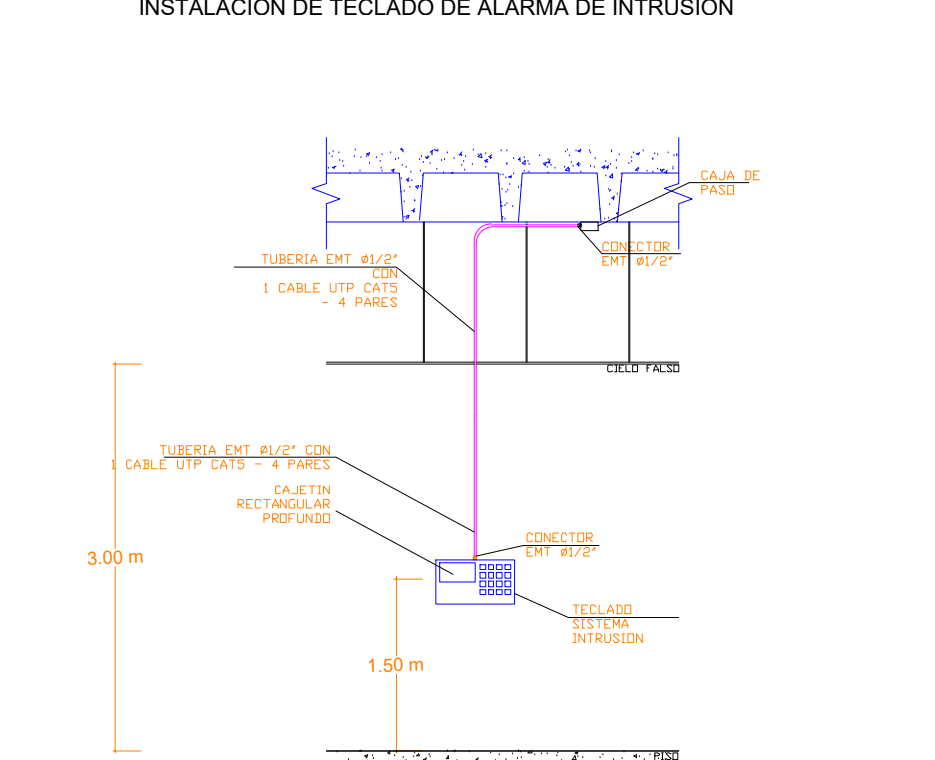 INSTALACIÓN DE TECLADO DE ALARMA DE INTRUSIÓN
CAJA DE
PASO
CONECTOR
EMT Ø1/2"
TUBERIA EMT Ø1/2"
CON
1 CABLE UTP CAT5
- 4 PARES
CIELO FALSO
TUBERIA EMT Ø1/2" CON
1 CABLE UTP CAT5 - 4 PARES
CAJETIN
RECTANGULAR
PROFUNDO
CONECTOR
EMT Ø1/2"
3.00 m
TECLADO
SISTEMA
INTRUSION
1.50 m
PISO